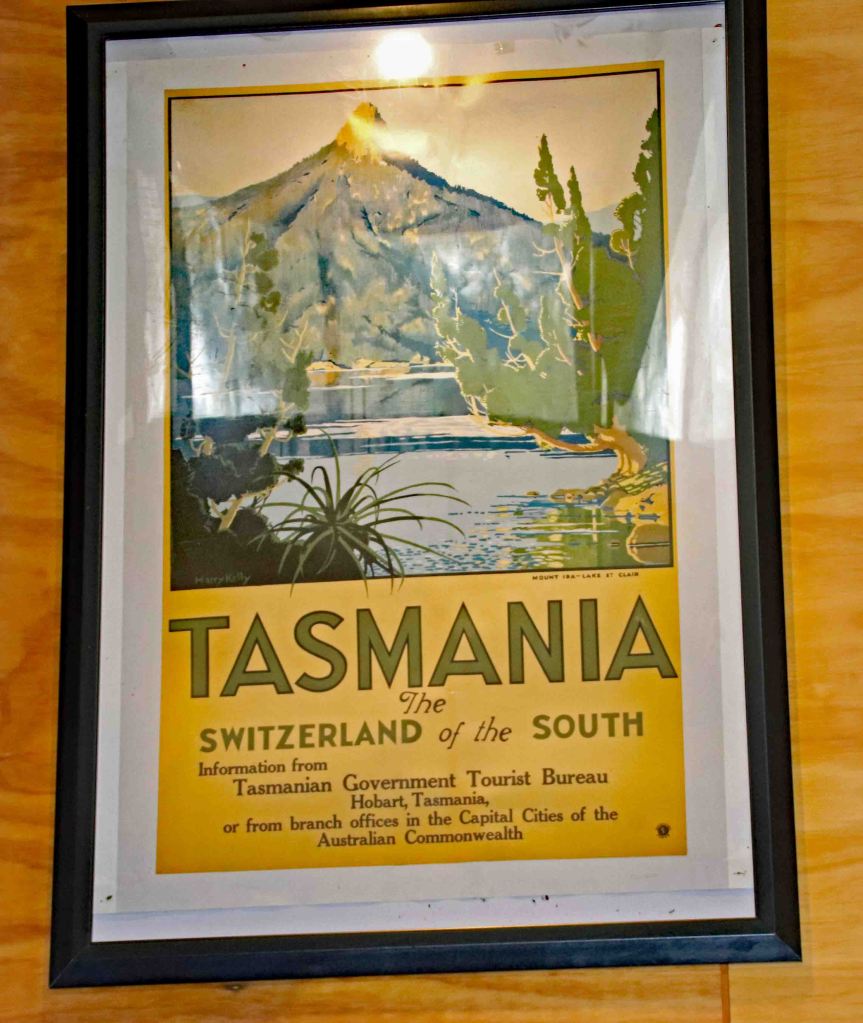 Harry Kelly
MOUNT IDA—LAKE ST CLAIR
TASMANIA
The
SWITZERLAND of the SOUTH
Information from
Tasmanian Government Tourist Bureau
Hobart, Tasmania,
or from branch offices in the Capital Cities of the
Australian Commonwealth